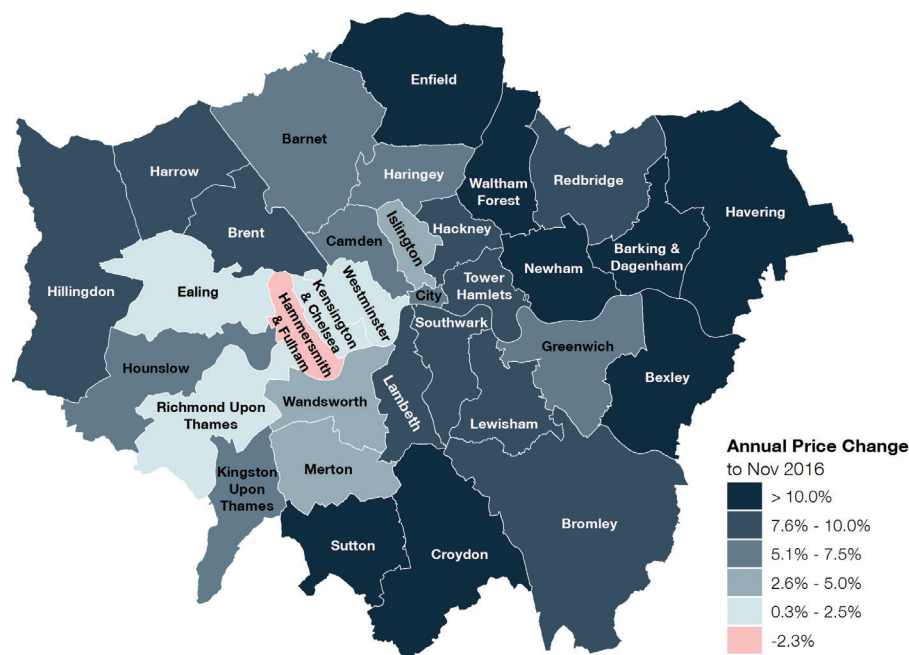 Enfield
Barnet
Harrow
Haringey
Waltham
Forest
Redbridge
Havering
Islington
Hackney
Brent
Camden
Barking &
Dagenham
Newham
Hillingdon
Ealing
Westminster
Kensington
& Chelsea
Hammersmith
& Fulham
City
Tower
Hamlets
Southwark
Greenwich
Hounslow
Bexley
Wandsworth
Lambeth
Richmond Upon
Thames
Lewisham
Merton
Kingston
Upon
Thames
Bromley
Sutton
Croydon
Annual Price Change
to Nov 2016
> 10.0%
7.6% - 10.0%
5.1% - 7.5%
2.6% - 5.0%
0.3% - 2.5%
-2.3%